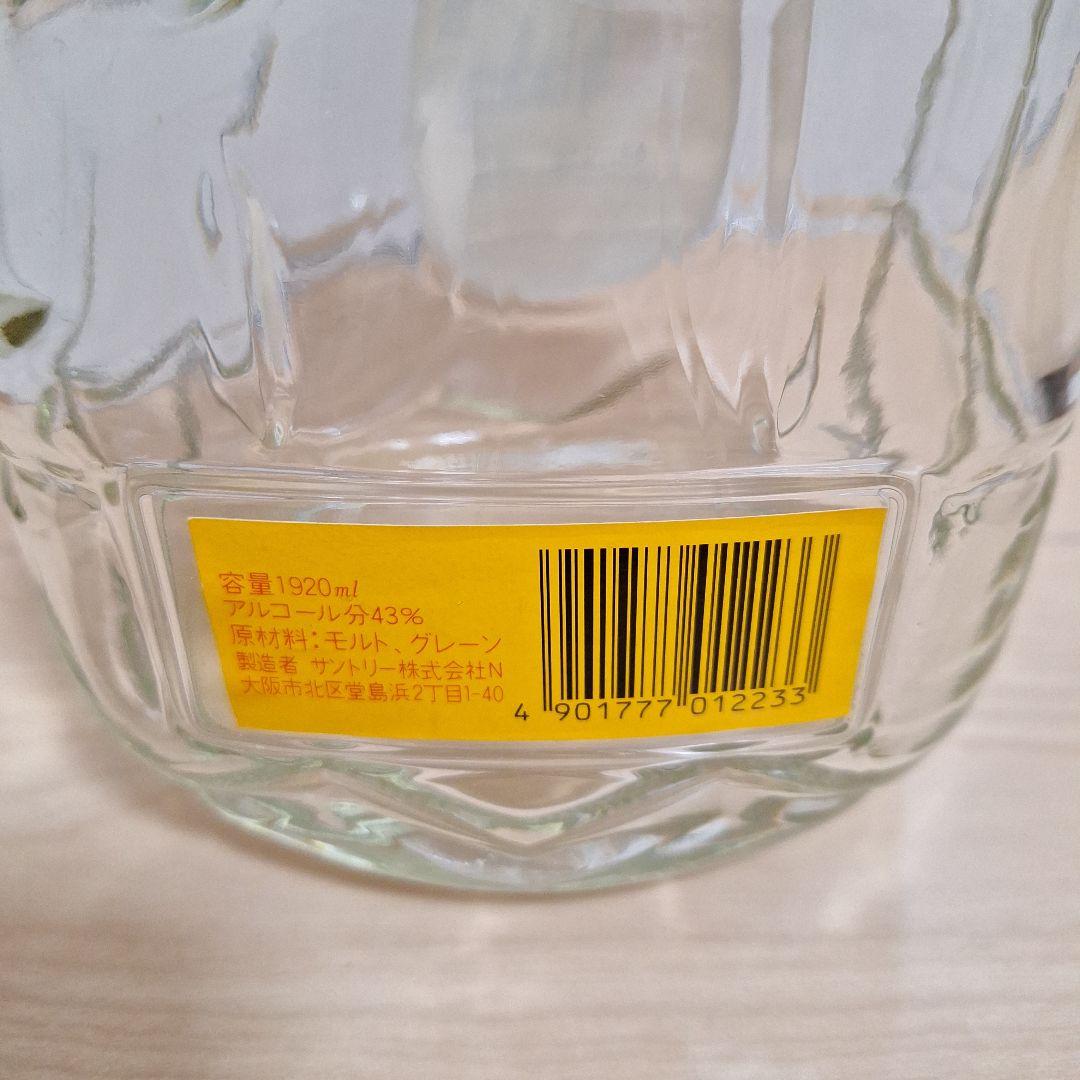 容量1920ml
アルコール分43%
原材料:モルト、グレーン
製造者 サントリー株式会社N
大阪市北区堂島浜2丁目1-40
4 901777 012233